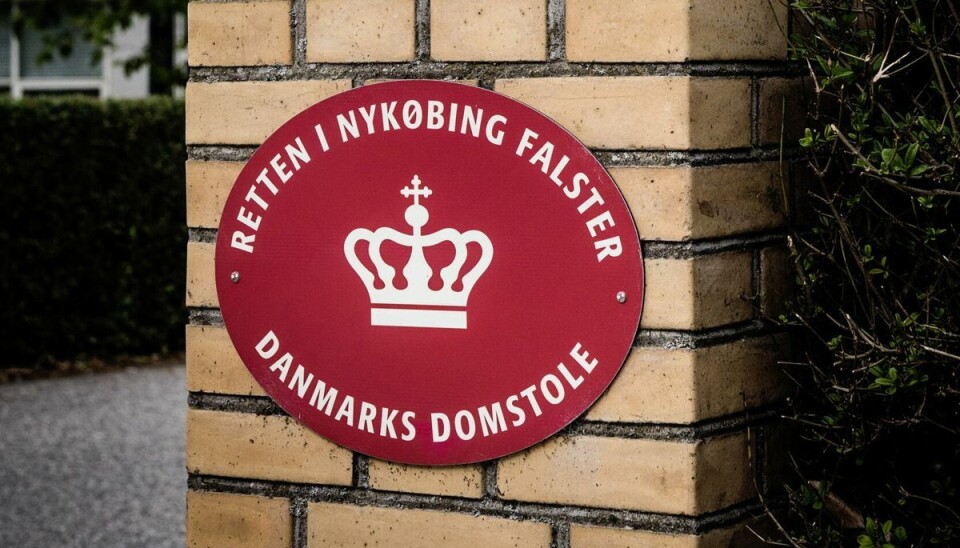 RETTEN I NYKØBING FALSTER
DANMARKS DOMSTOLE